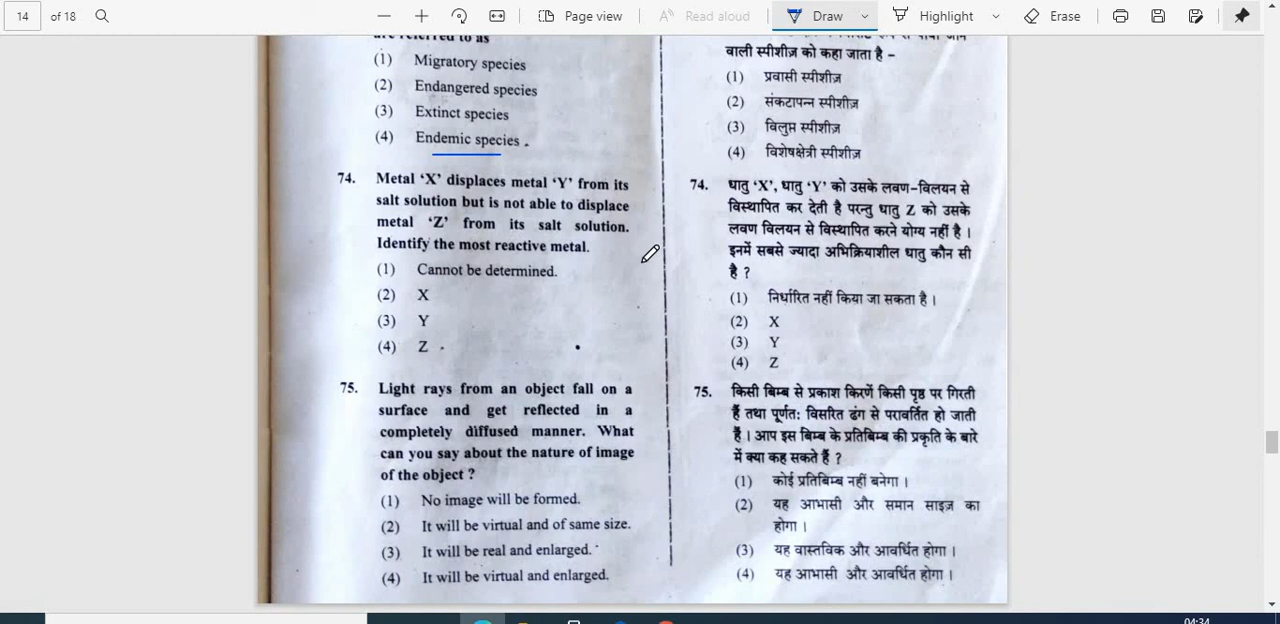 14 of 18 Page view Read aloud Draw Highlight Erase
are referred to as
(1) Migratory species
(2) Endangered species
(3) Extinct species
(4) Endemic species .
74. Metal ‘X’ displaces metal ‘Y’ from its
salt solution but is not able to displace
metal ‘Z’ from its salt solution.
Identify the most reactive metal.
(1) Cannot be determined.
(2) X
(3) Y
(4) Z
75. Light rays from an object fall on a
surface and get reflected in a
completely diffused manner. What
can you say about the nature of image
of the object ?
(1) No image will be formed.
(2) It will be virtual and of same size.
(3) It will be real and enlarged.
(4) It will be virtual and enlarged.
वाली स्पीशीज़ को कहा जाता है –
(1) प्रवासी स्पीशीज़
(2) संकटापन्न स्पीशीज़
(3) विलुप्त स्पीशीज़
(4) विशेषक्षेत्री स्पीशीज़
74. धातु ‘X’, धातु ‘Y’ को उसके लवण-विलयन से
विस्थापित कर देती है परन्तु धातु Z को उसके
लवण विलयन से विस्थापित करने योग्य नहीं है ।
इनमें सबसे ज्यादा अभिक्रियाशील धातु कौन सी
है ?
(1) निर्धारित नहीं किया जा सकता है ।
(2) X
(3) Y
(4) Z
75. किसी बिम्ब से प्रकाश किरणें किसी पृष्ठ पर गिरती
हैं तथा पूर्णत: विसरित ढंग से परावर्तित हो जाती
हैं । आप इस बिम्ब के प्रतिबिम्ब की प्रकृति के बारे
में क्या कह सकते हैं ?
(1) कोई प्रतिबिम्ब नहीं बनेगा ।
(2) यह आभासी और समान साइज़ का
होगा ।
(3) यह वास्तविक और आवर्धित होगा ।
(4) यह आभासी और आवर्धित होगा ।
04:34